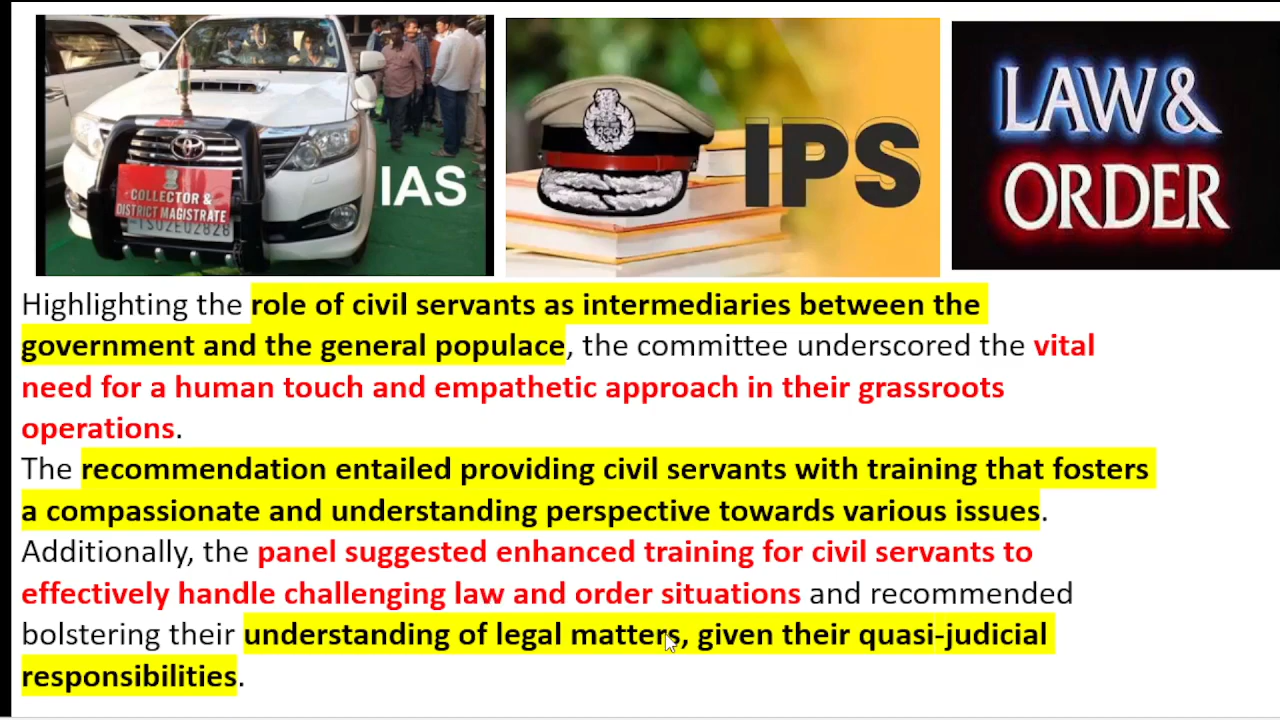 COLLECTOR &
DISTRICT MAGISTRATE
TS02EQ2828
IAS
IPS
LAW &
ORDER
Highlighting the role of civil servants as intermediaries between the
government and the general populace, the committee underscored the vital
need for a human touch and empathetic approach in their grassroots
operations.
The recommendation entailed providing civil servants with training that fosters
a compassionate and understanding perspective towards various issues.
Additionally, the panel suggested enhanced training for civil servants to
effectively handle challenging law and order situations and recommended
bolstering their understanding of legal matters, given their quasi-judicial
responsibilities.